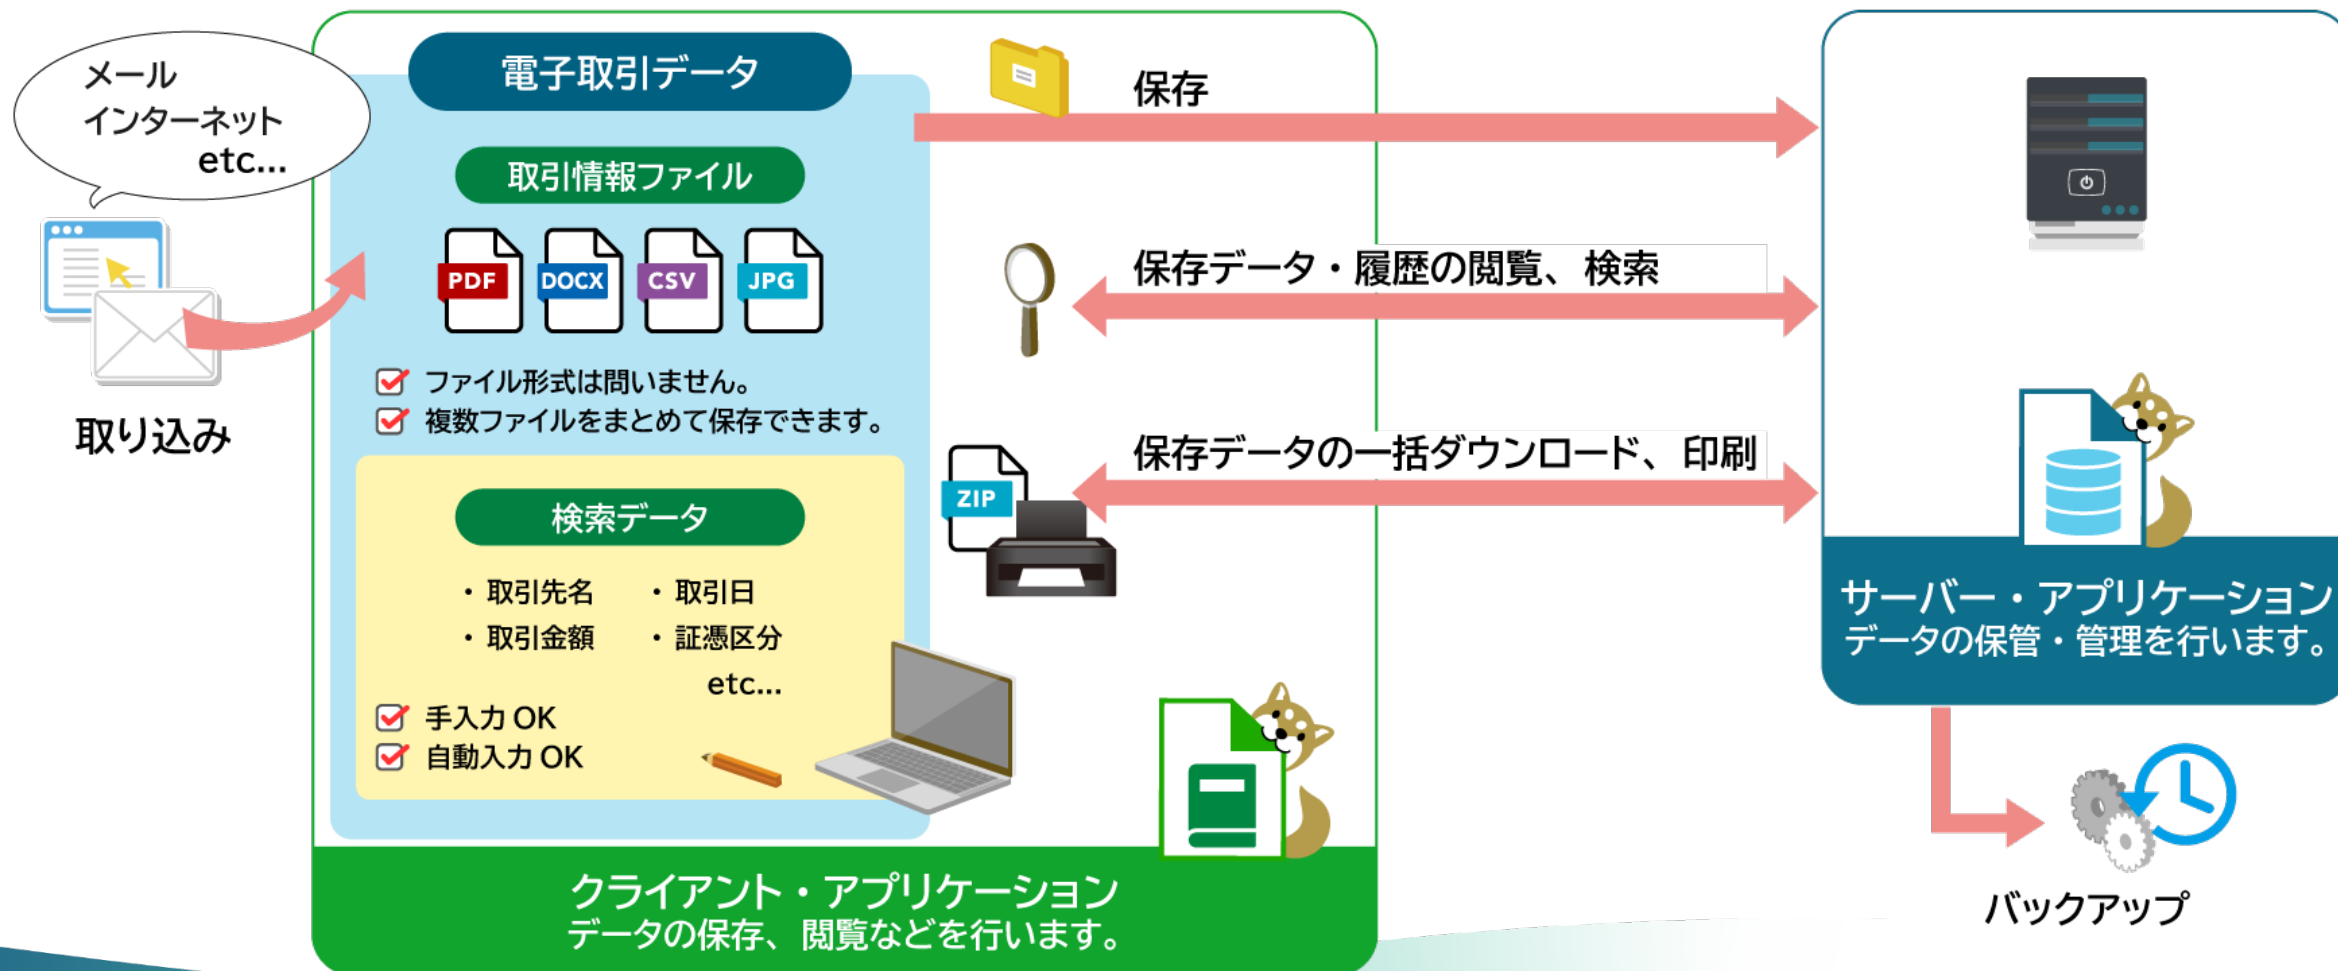 メール
インターネット
etc...
取り込み
電子取引データ
取引情報ファイル
PDF
DOCX
CSV
JPG
ファイル形式は問いません。
複数ファイルをまとめて保存できます。
検索データ
・取引先名
・取引日
・取引金額
・証憑区分
etc...
手入力 OK
自動入力 OK
保存
保存データ・履歴の閲覧、検索
保存データの一括ダウンロード、印刷
ZIP
クライアント・アプリケーション
データの保存、閲覧などを行います。
サーバー・アプリケーション
データの保管・管理を行います。
バックアップ